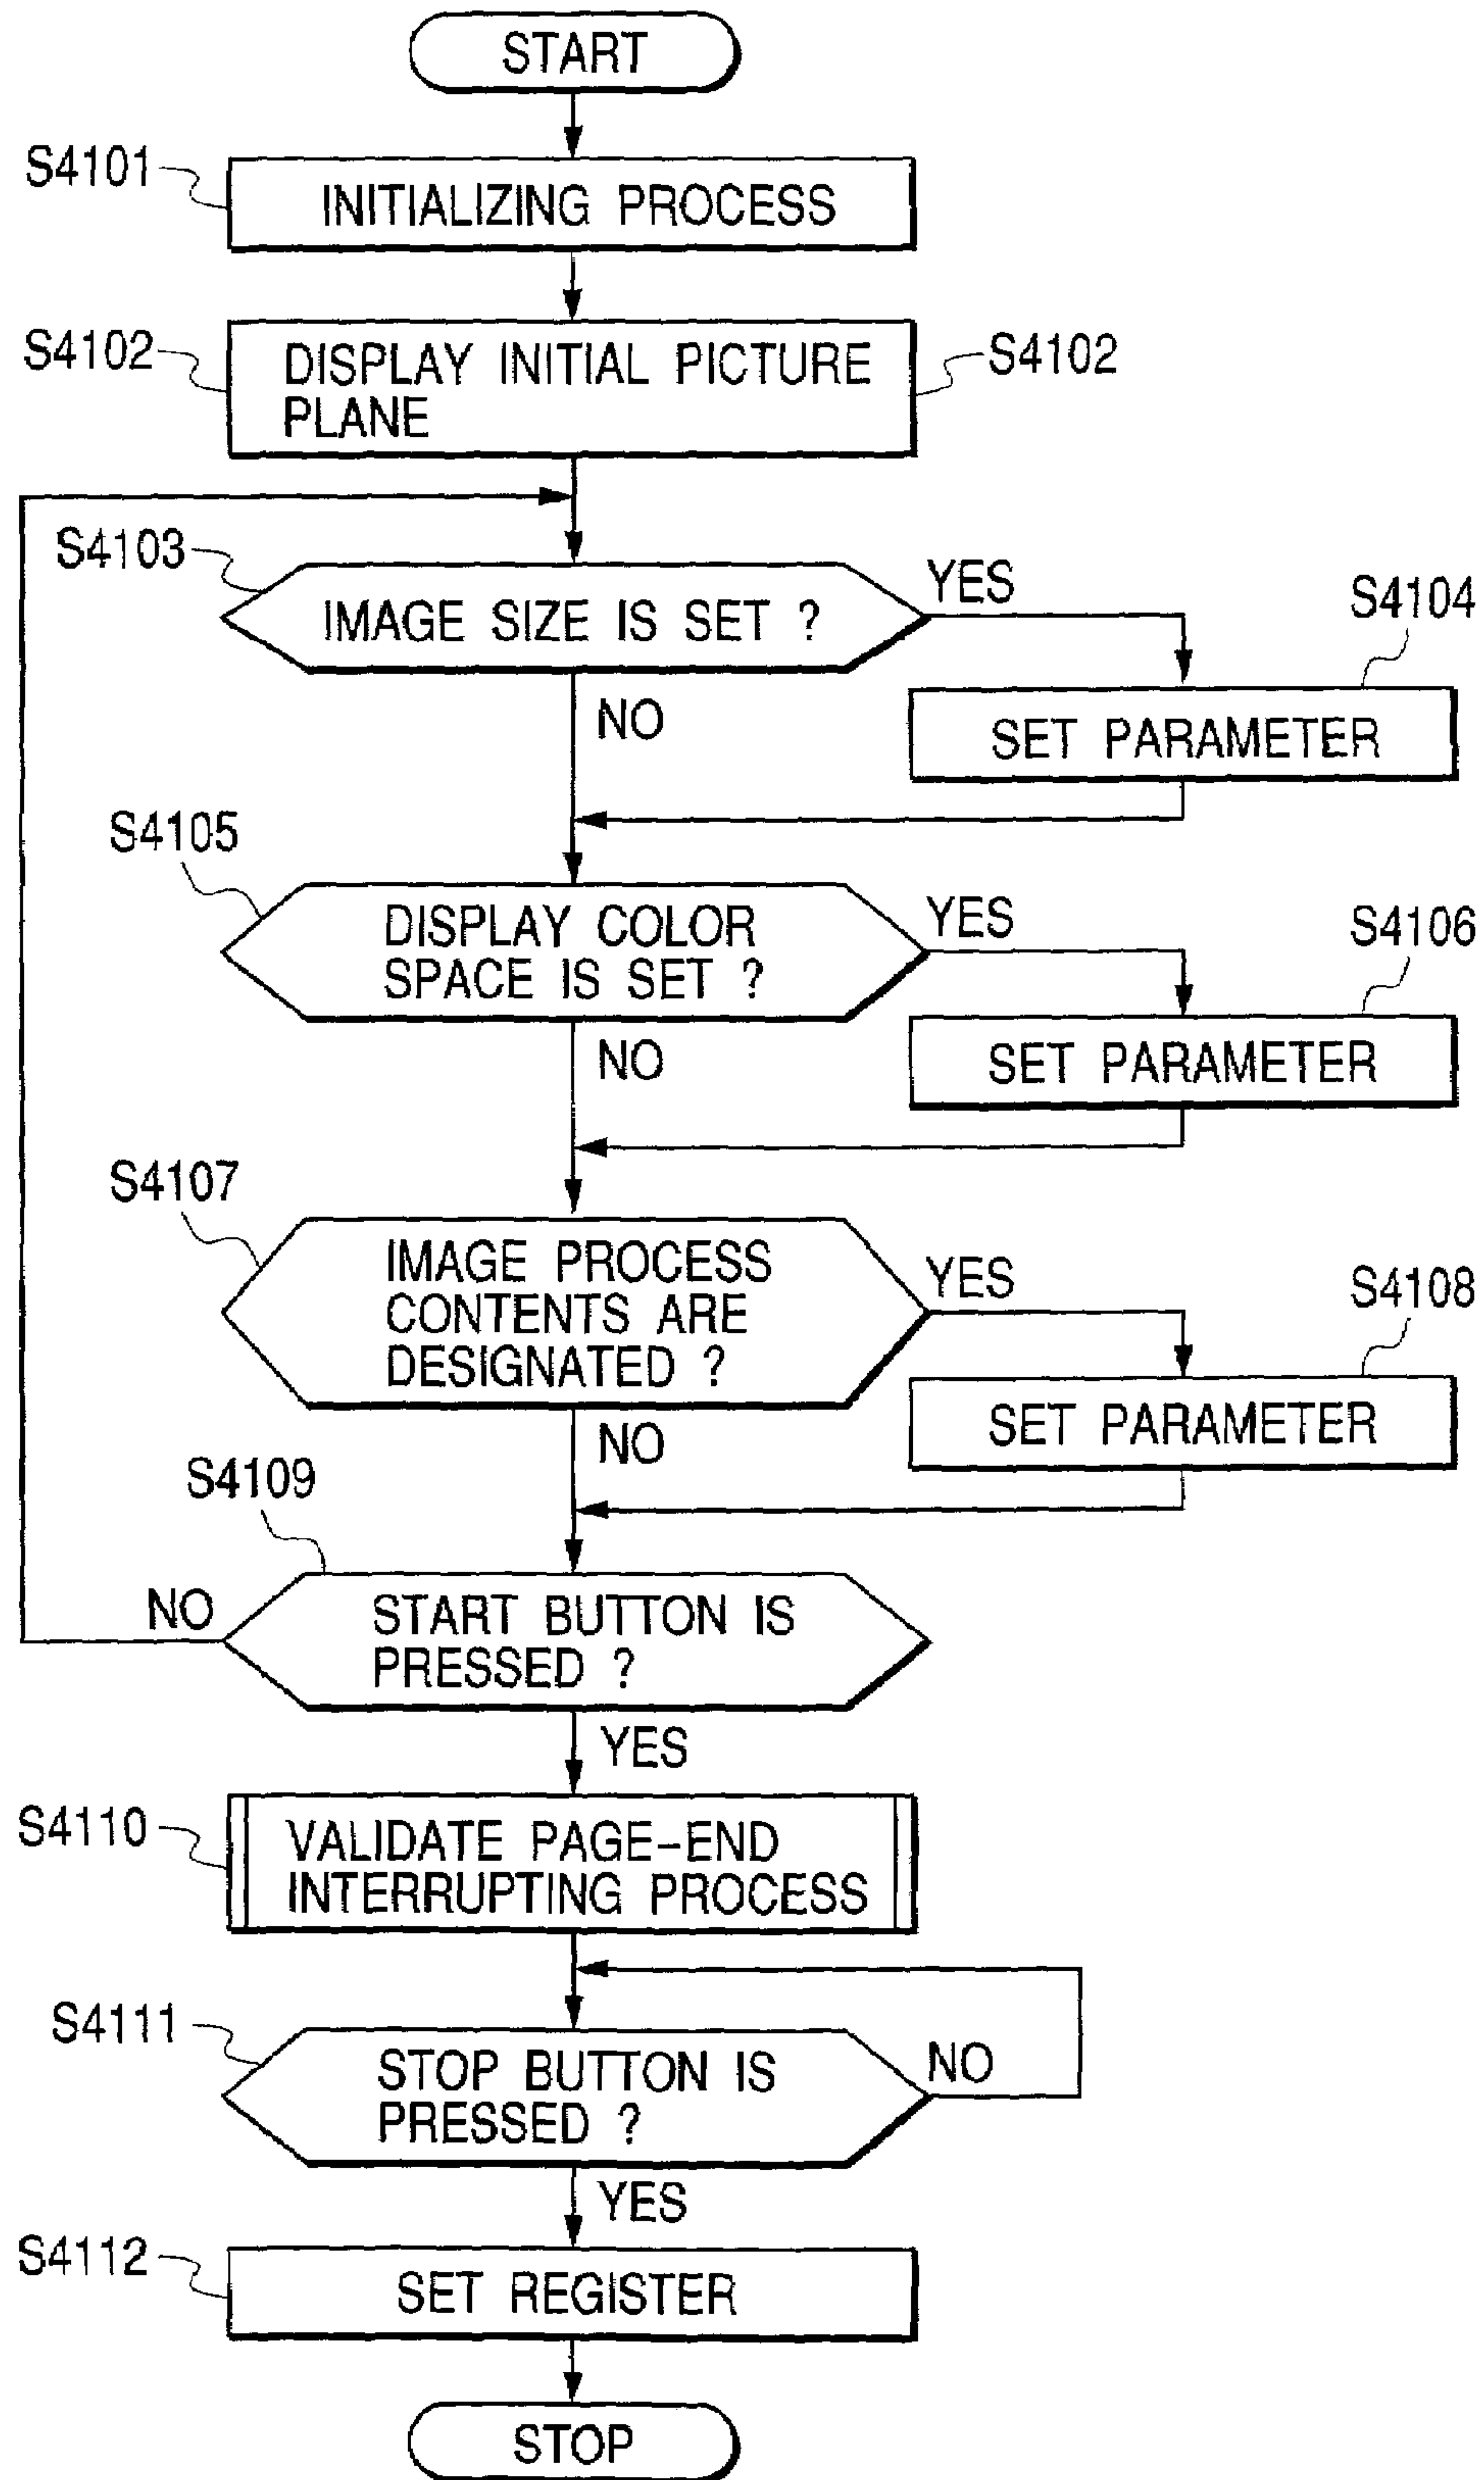 START
S4101
INITIALIZING PROCESS
S4102
DISPLAY INITIAL PICTURE
PLANE
S4102
S4103
IMAGE SIZE IS SET ?
YES
S4104
NO
SET PARAMETER
S4105
DISPLAY COLOR
SPACE IS SET ?
YES
S4106
NO
SET PARAMETER
S4107
IMAGE PROCESS
CONTENTS ARE
DESIGNATED ?
YES
S4108
NO
SET PARAMETER
S4109
NO
START BUTTON IS
PRESSED ?
YES
S4110
VALIDATE PAGE-END
INTERRUPTING PROCESS
S4111
STOP BUTTON IS
PRESSED ?
NO
YES
S4112
SET REGISTER
STOP